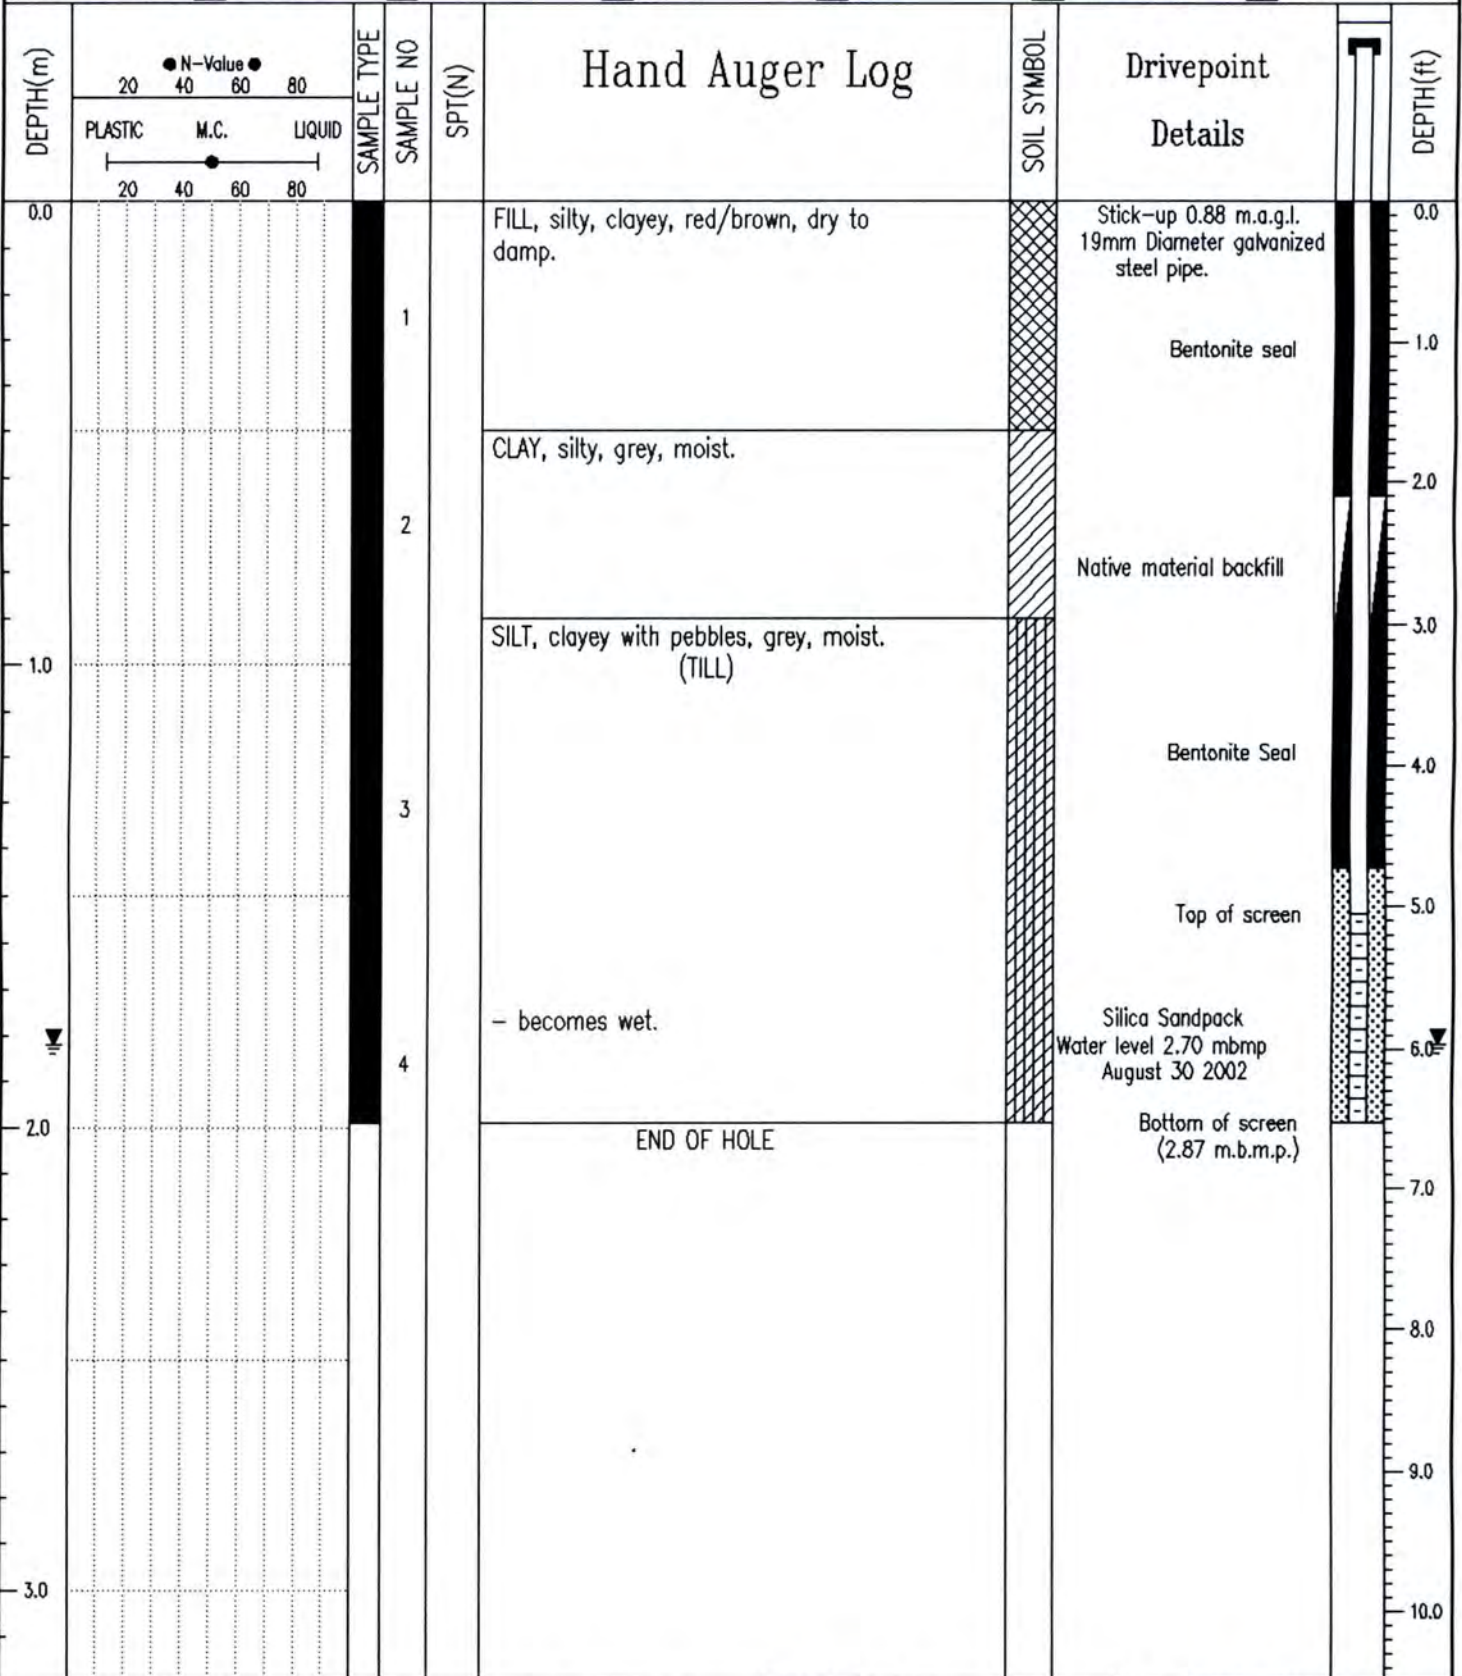 DEPTH(m)
● N-Value ●
20 40 60 80
PLASTIC M.C. LIQUID
20 40 60 80
SAMPLE TYPE
SAMPLE NO
SPT(N)
Hand Auger Log
SOIL SYMBOL
Drivepoint
Details
DEPTH(ft)
0.0
FILL, silty, clayey, red/brown, dry to
damp.
1
CLAY, silty, grey, moist.
2
SILT, clayey with pebbles, grey, moist.
(TILL)
1.0
3
– becomes wet.
4
2.0
END OF HOLE
3.0
Stick-up 0.88 m.a.g.l.
19mm Diameter galvanized
steel pipe.
Bentonite seal
Native material backfill
Bentonite Seal
Top of screen
Silica Sandpack
Water level 2.70 mbmp
August 30 2002
Bottom of screen
(2.87 m.b.m.p.)
0.0
1.0
2.0
3.0
4.0
5.0
6.0
7.0
8.0
9.0
10.0